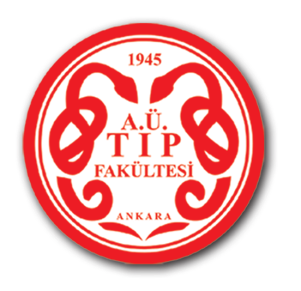 1945
A.Ü.
TIP
FAKÜLTESİ
ANKARA